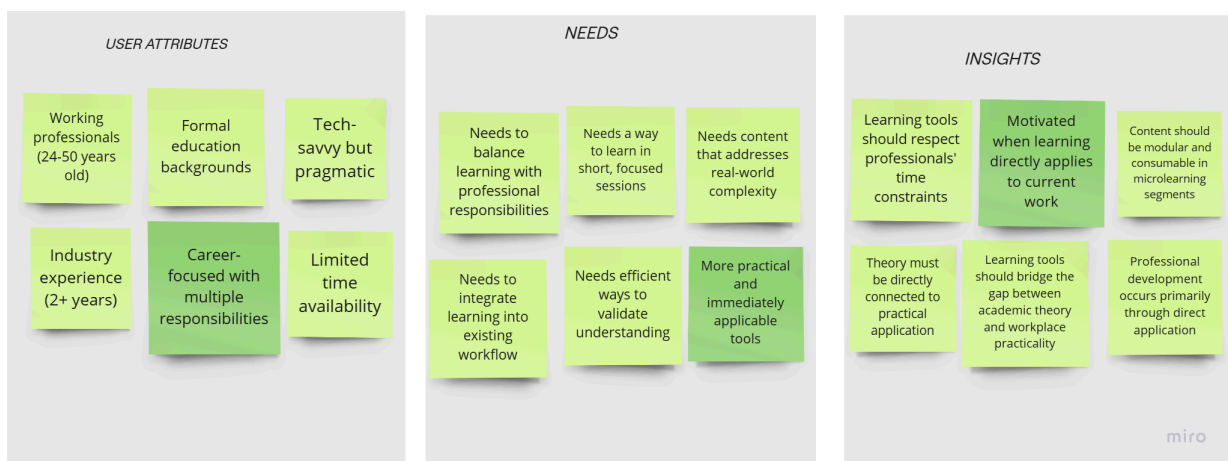 USER ATTRIBUTES
Working
professionals
(24-50 years
old)
Formal
education
backgrounds
Tech-
savvy but
pragmatic
Industry
experience
(2+ years)
Career-
focused with
multiple
responsibilities
Limited
time
availability
NEEDS
Needs to
balance
learning with
professional
responsibilities
Needs a way
to learn in
short, focused
sessions
Needs content
that addresses
real-world
complexity
Needs to
integrate
learning into
existing
workflow
Needs efficient
ways to
validate
understanding
More practical
and
immediately
applicable
tools
INSIGHTS
Learning tools
should respect
professionals'
time
constraints
Motivated
when learning
directly applies
to current
work
Content should
be modular and
consumable in
microlearning
segments
Theory must
be directly
connected to
practical
application
Learning tools
should bridge the
gap between
academic theory
and workplace
practicality
Professional
development
occurs primarily
through direct
application
miro